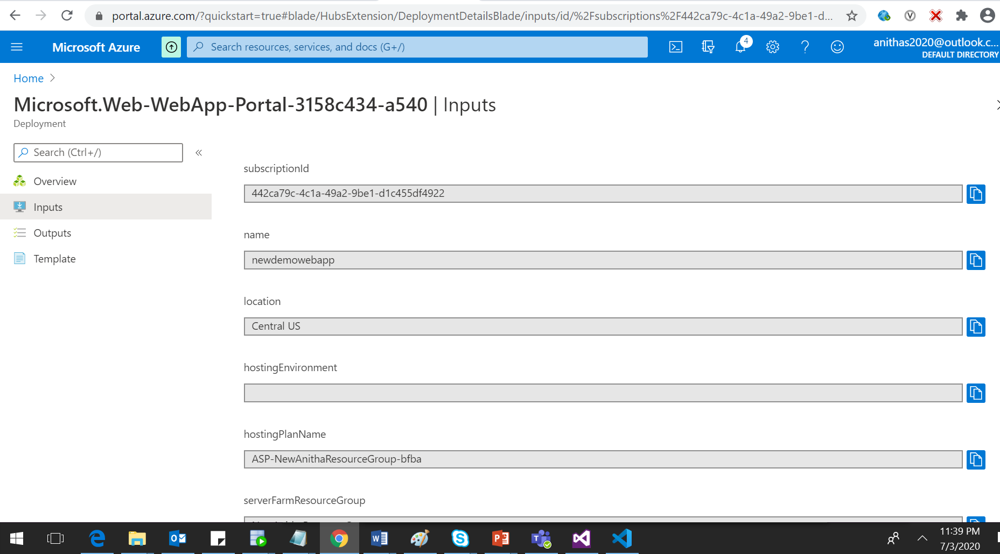 portal.azure.com/?quickstart=true#blade/HubsExtension/DeploymentDetailsBlade/inputs/id/%2Fsubscriptions%2F442ca79c-4c1a-49a2-9be1-d...
Microsoft Azure
Search resources, services, and docs (G+/)
4
anithas2020@outlook.c...
DEFAULT DIRECTORY
Home
Microsoft.Web-WebApp-Portal-3158c434-a540 | Inputs
Deployment
Search (Ctrl+/)
Overview
Inputs
Outputs
Template
subscriptionId
442ca79c-4c1a-49a2-9be1-d1c455df4922
name
newdemowebapp
location
Central US
hostingEnvironment
hostingPlanName
ASP-NewAnithaResourceGroup-bfba
serverFarmResourceGroup
11:39 PM
7/3/2020